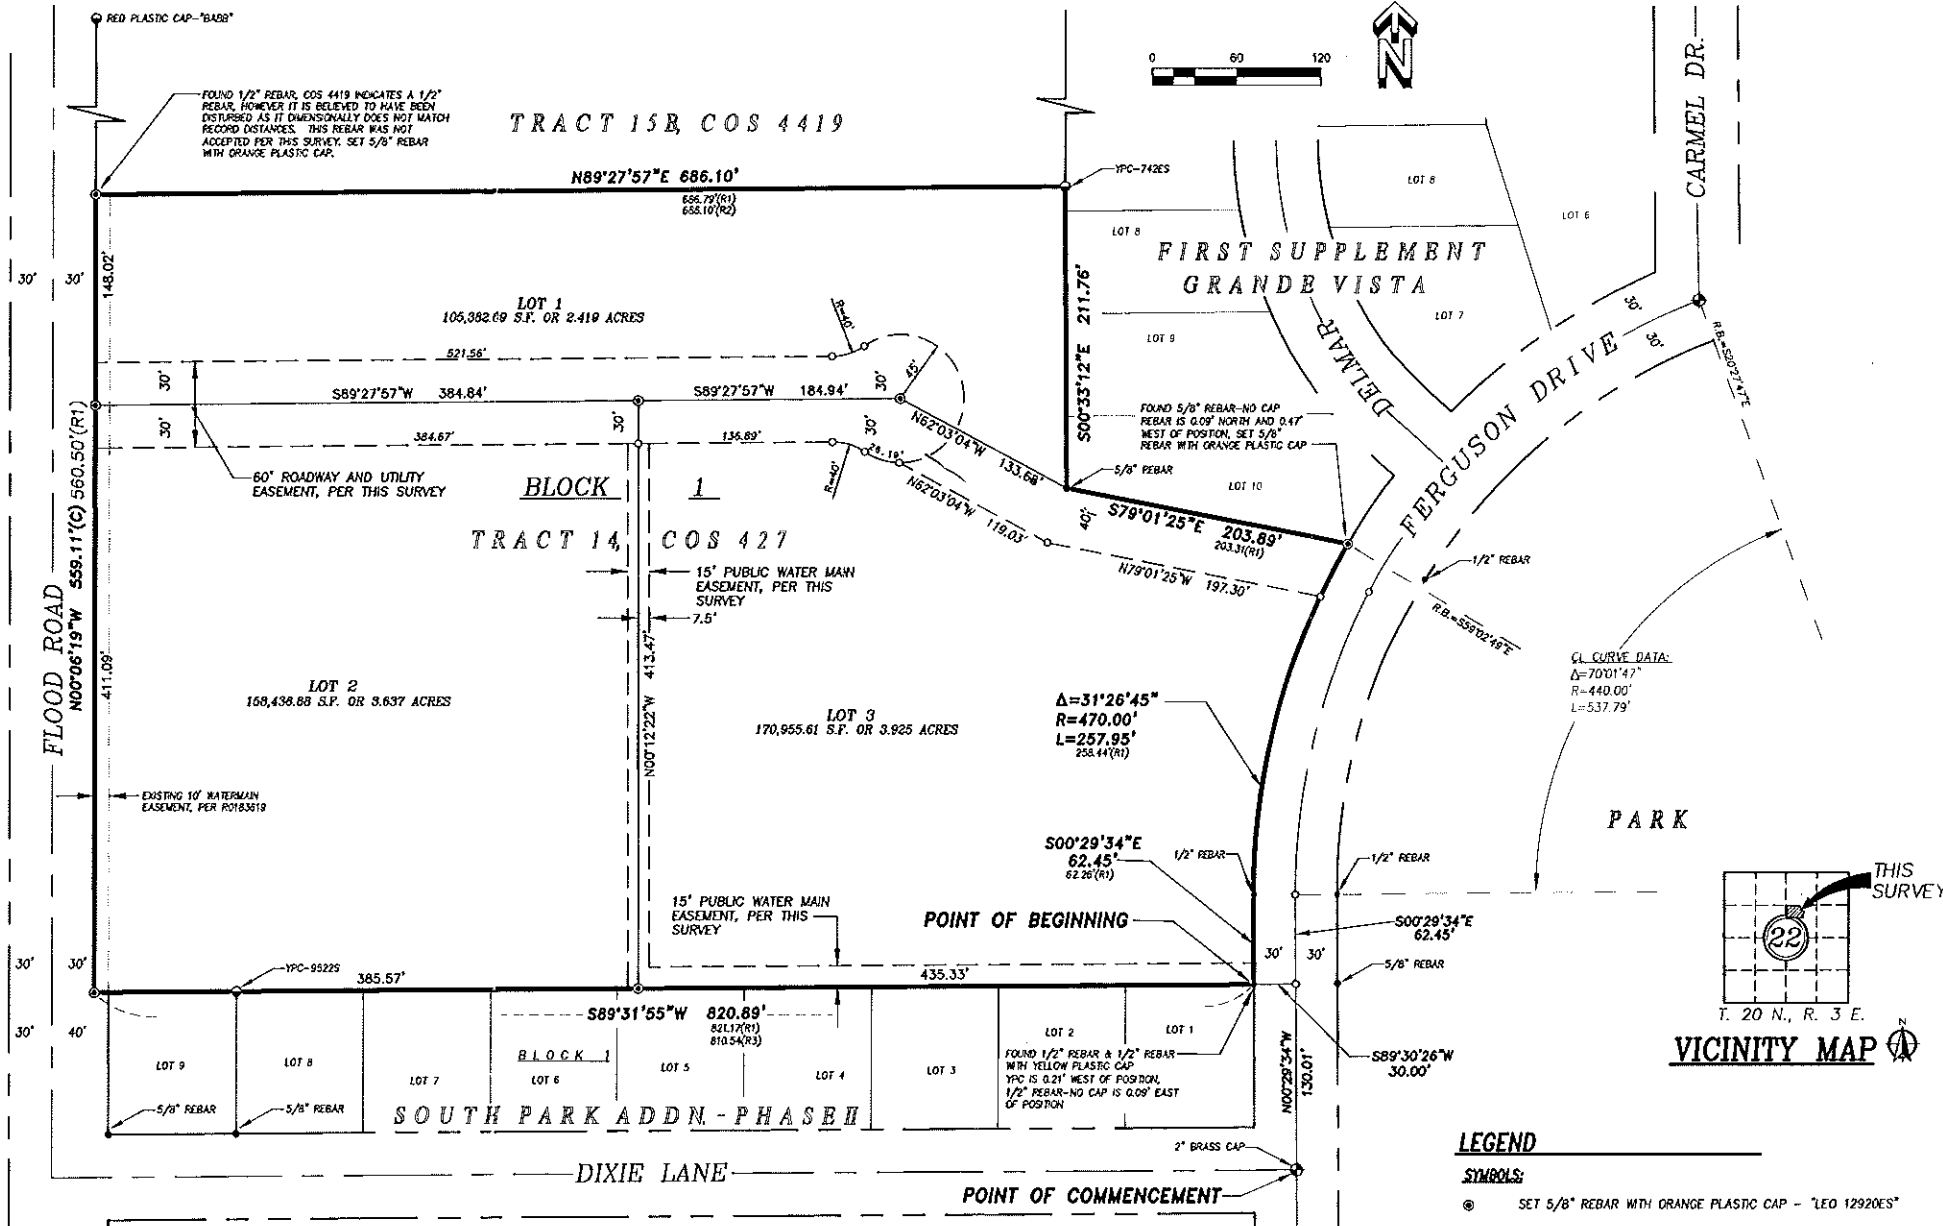 RED PLASTIC CAP-"BABB"
FOUND 1/2" REBAR, COS 4419 INDICATES A 1/2"
REBAR, HOWEVER IT IS BELIEVED TO HAVE BEEN
DISTURBED AS IT DIMENSIONALLY DOES NOT MATCH
RECORD DISTANCES. THIS REBAR WAS NOT
ACCEPTED PER THIS SURVEY. SET 5/8" REBAR
WITH ORANGE PLASTIC CAP.
TRACT 15B, COS 4419
0 60 120
N
CARMEL DR.
N89°27'57"E 686.10'
686.79'(R1)
685.10'(R2)
YPC-742ES
LOT 8
LOT 6
LOT 8
FIRST SUPPLEMENT
GRANDE VISTA
LOT 7
LOT 9
DELMAR
FERGUSON DRIVE
30'
30'
R.B.=S20°27'47"E
30'
30'
148.02'
LOT 1
105,382.69 S.F. OR 2.419 ACRES
S00°33'12"E 211.76'
R=40'
521.56'
45'
30'
30'
S89°27'57"W 384.84'
S89°27'57"W 184.94'
30'
30'
30'
N62°03'04"W 133.68'
384.67'
136.89'
28.19'
R=40'
FOUND 5/8" REBAR-NO CAP
REBAR IS 0.09' NORTH AND 0.47'
WEST OF POSITION, SET 5/8"
REBAR WITH ORANGE PLASTIC CAP
5/8" REBAR
LOT 10
60' ROADWAY AND UTILITY
EASEMENT, PER THIS SURVEY
BLOCK 1
N62°03'04"W 119.03'
40'
S79°01'25"E 203.89'
203.31(R1)
TRACT 14, COS 427
N79°01'25"W 197.30'
1/2" REBAR
R.B.=S59°02'49"E
15' PUBLIC WATER MAIN
EASEMENT, PER THIS
SURVEY
7.5'
FLOOD ROAD
N00°06'19"W 559.11'(C) 560.50'(R1)
411.09'
N00°12'22"W 413.47'
CL CURVE DATA:
Δ=70°01'47"
R=440.00'
L=537.79'
LOT 2
158,438.88 S.F. OR 3.637 ACRES
LOT 3
170,955.61 S.F. OR 3.925 ACRES
Δ=31°26'45"
R=470.00'
L=257.95'
258.44'(R1)
EXISTING 10' WATERMAIN
EASEMENT, PER R0183619
PARK
S00°29'34"E
62.45'
62.26'(R1)
1/2" REBAR
1/2" REBAR
THIS
SURVEY
22
T. 20 N., R. 3 E.
VICINITY MAP
N
15' PUBLIC WATER MAIN
EASEMENT, PER THIS
SURVEY
POINT OF BEGINNING
S00°29'34"E
62.45'
30'
30'
5/8" REBAR
30'
30'
YPC-9522S
385.57'
435.33'
S89°31'55"W 820.89'
821.17'(R1)
810.54(R3)
30'
40'
LOT 9
LOT 8
LOT 7
BLOCK 1
LOT 6
LOT 5
LOT 4
LOT 3
LOT 2
LOT 1
FOUND 1/2" REBAR & 1/2" REBAR
WITH YELLOW PLASTIC CAP
YPC IS 0.21' WEST OF POSITION,
1/2" REBAR-NO CAP IS 0.09' EAST
OF POSITION
S89°30'26"W
30.00'
N00°29'34"W
130.01'
5/8" REBAR
5/8" REBAR
SOUTH PARK ADDN.-PHASE II
2" BRASS CAP
DIXIE LANE
POINT OF COMMENCEMENT
LEGEND
SYMBOLS:
SET 5/8" REBAR WITH ORANGE PLASTIC CAP - "LEO 12920ES"